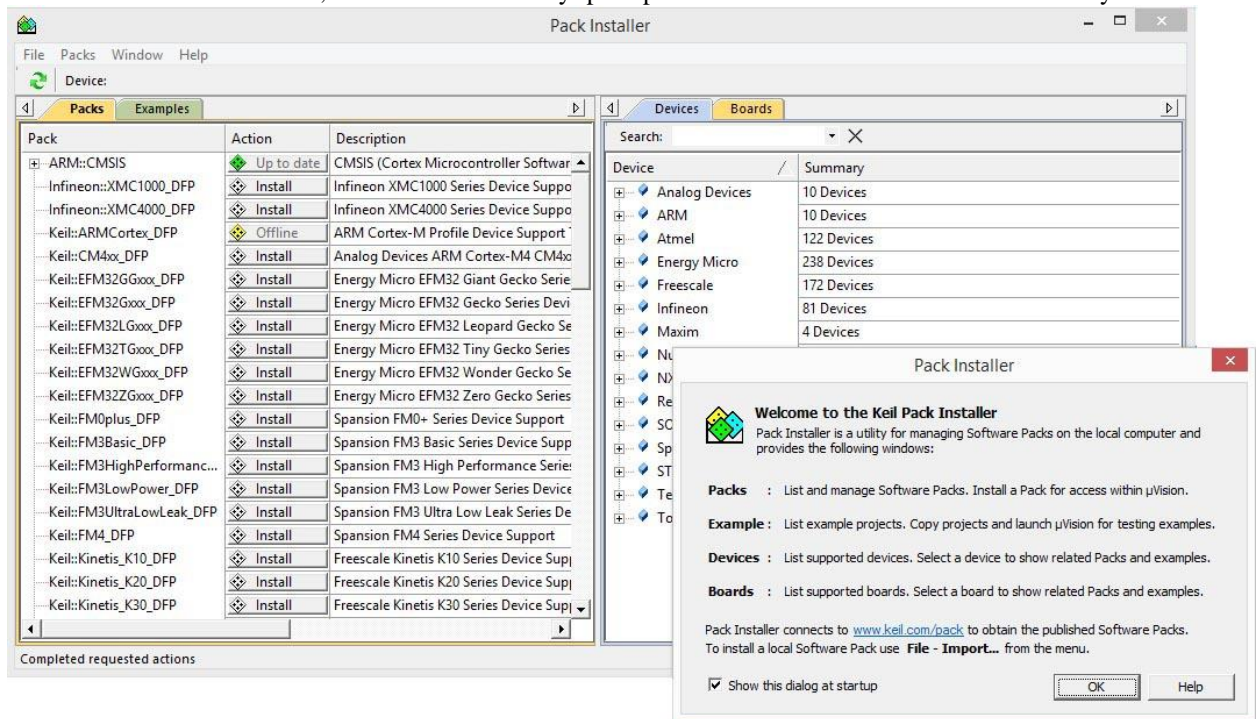 Pack Installer
File Packs Window Help
Device:
Packs Examples
Pack Action Description
ARM::CMSIS Up to date CMSIS (Cortex Microcontroller Softwar
Infineon::XMC1000_DFP Install Infineon XMC1000 Series Device Suppo
Infineon::XMC4000_DFP Install Infineon XMC4000 Series Device Suppo
Keil::ARMCortex_DFP Offline ARM Cortex-M Profile Device Support
Keil::CM4xx_DFP Install Analog Devices ARM Cortex-M4 CM4xx
Keil::EFM32GGxxx_DFP Install Energy Micro EFM32 Giant Gecko Serie
Keil::EFM32Gxxx_DFP Install Energy Micro EFM32 Gecko Series Devi
Keil::EFM32LGxxx_DFP Install Energy Micro EFM32 Leopard Gecko Se
Keil::EFM32TGxxx_DFP Install Energy Micro EFM32 Tiny Gecko Series
Keil::EFM32WGxxx_DFP Install Energy Micro EFM32 Wonder Gecko Se
Keil::EFM32ZGxxx_DFP Install Energy Micro EFM32 Zero Gecko Series
Keil::FM0plus_DFP Install Spansion FM0+ Series Device Support
Keil::FM3Basic_DFP Install Spansion FM3 Basic Series Device Supp
Keil::FM3HighPerformanc... Install Spansion FM3 High Performance Series
Keil::FM3LowPower_DFP Install Spansion FM3 Low Power Series Device
Keil::FM3UltraLowLeak_DFP Install Spansion FM3 Ultra Low Leak Series De
Keil::FM4_DFP Install Spansion FM4 Series Device Support
Keil::Kinetis_K10_DFP Install Freescale Kinetis K10 Series Device Supp
Keil::Kinetis_K20_DFP Install Freescale Kinetis K20 Series Device Supp
Keil::Kinetis_K30_DFP Install Freescale Kinetis K30 Series Device Supp
Completed requested actions
Devices Boards
Search:
Device Summary
Analog Devices 10 Devices
ARM 10 Devices
Atmel 122 Devices
Energy Micro 238 Devices
Freescale 172 Devices
Infineon 81 Devices
Maxim 4 Devices
Nu
NX
Re
SO
Sp
ST
Te
To
Pack Installer
Welcome to the Keil Pack Installer
Pack Installer is a utility for managing Software Packs on the local computer and
provides the following windows:
Packs : List and manage Software Packs. Install a Pack for access within µVision.
Example : List example projects. Copy projects and launch µVision for testing examples.
Devices : List supported devices. Select a device to show related Packs and examples.
Boards : List supported boards. Select a board to show related Packs and examples.
Pack Installer connects to www.keil.com/pack to obtain the published Software Packs.
To install a local Software Pack use File - Import... from the menu.
Show this dialog at startup
OK Help